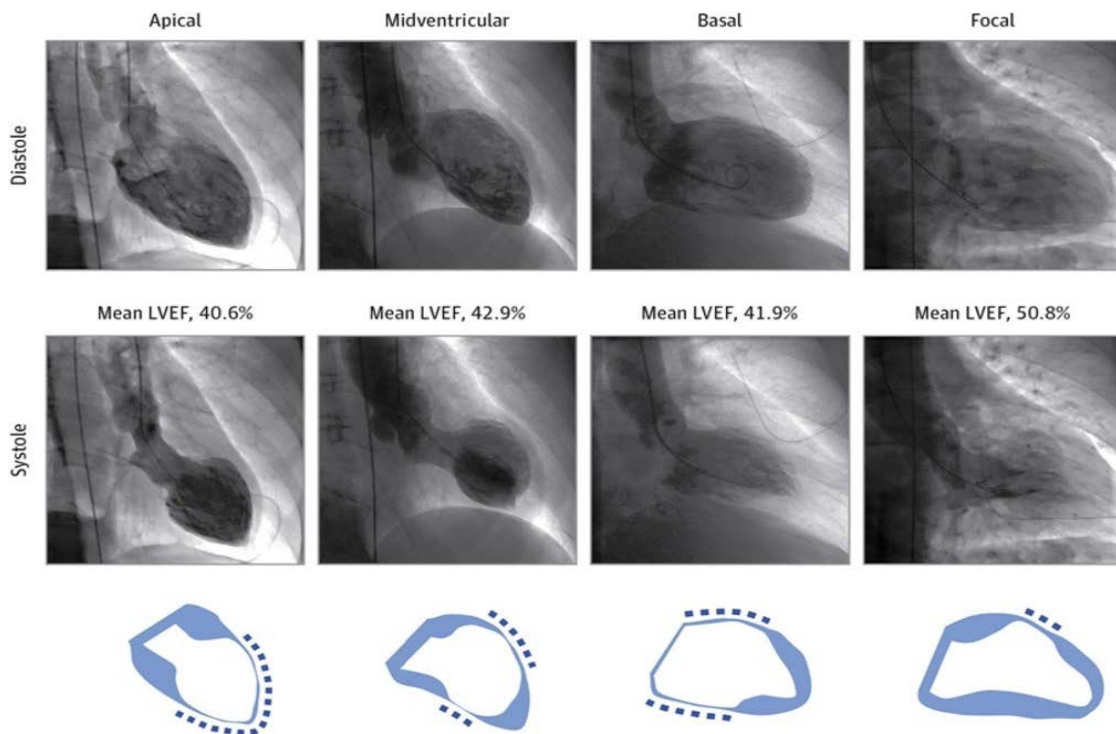 Apical Midventricular Basal Focal
Diastole
Mean LVEF, 40.6% Mean LVEF, 42.9% Mean LVEF, 41.9% Mean LVEF, 50.8%
Systole